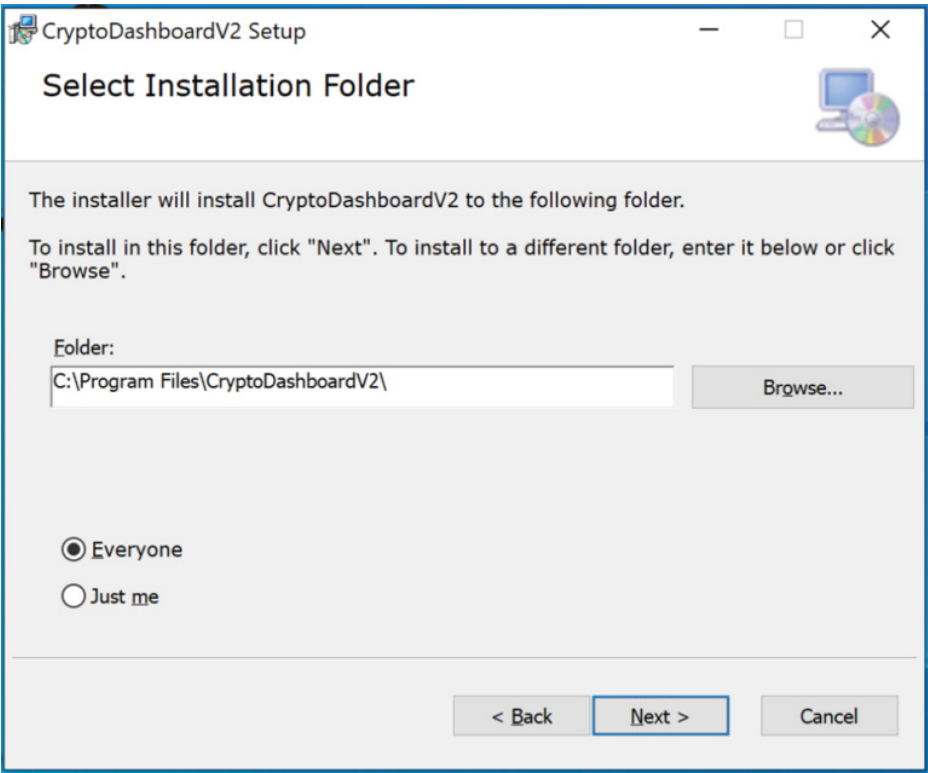 CryptoDashboardV2 Setup
Select Installation Folder
The installer will install CryptoDashboardV2 to the following folder.
To install in this folder, click "Next". To install to a different folder, enter it below or click
"Browse".
Folder:
C:\Program Files\CryptoDashboardV2\
Browse...
Everyone
Just me
< Back
Next >
Cancel